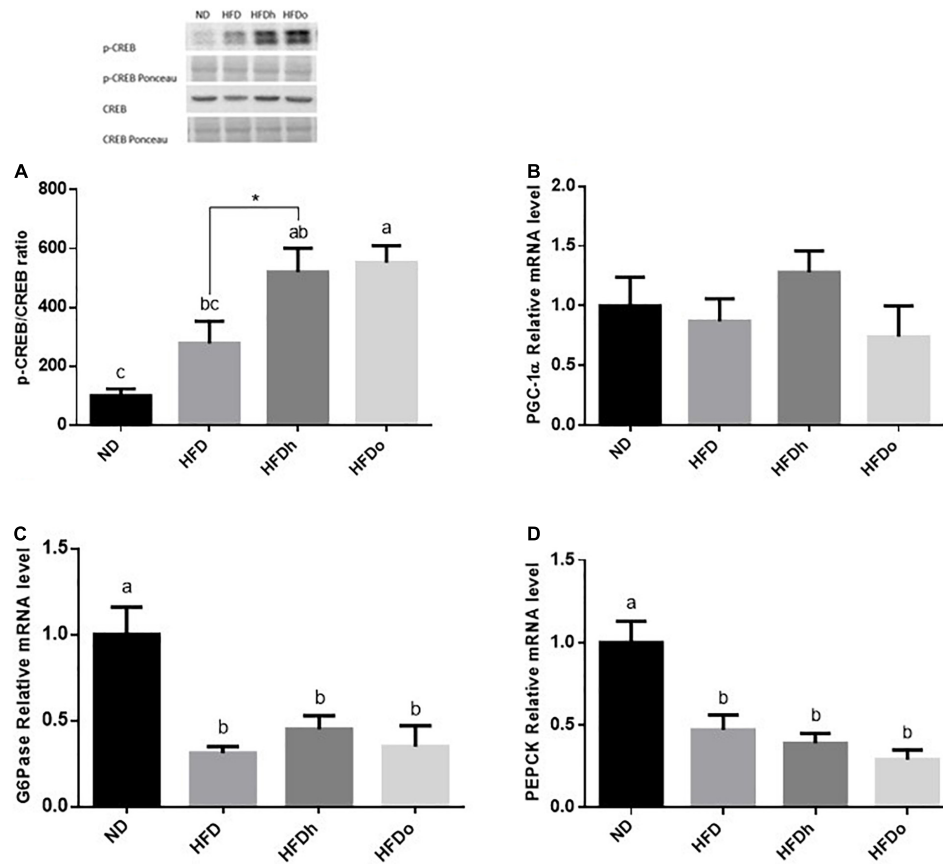 ND HFD HFDh HFDo
p-CREB
p-CREB Ponceau
CREB
CREB Ponceau
A
p-CREB/CREB ratio
800
600
400
200
0
c
bc
*
ab
a
ND HFD HFDh HFDo
B
PGC-1α Relative mRNA level
2.0
1.5
1.0
0.5
0.0
ND HFD HFDh HFDo
C
G6Pase Relative mRNA level
1.5
1.0
0.5
0.0
a
b
b
b
ND HFD HFDh HFDo
D
PEPCK Relative mRNA level
1.5
1.0
0.5
0.0
a
b
b
b
ND HFD HFDh HFDo